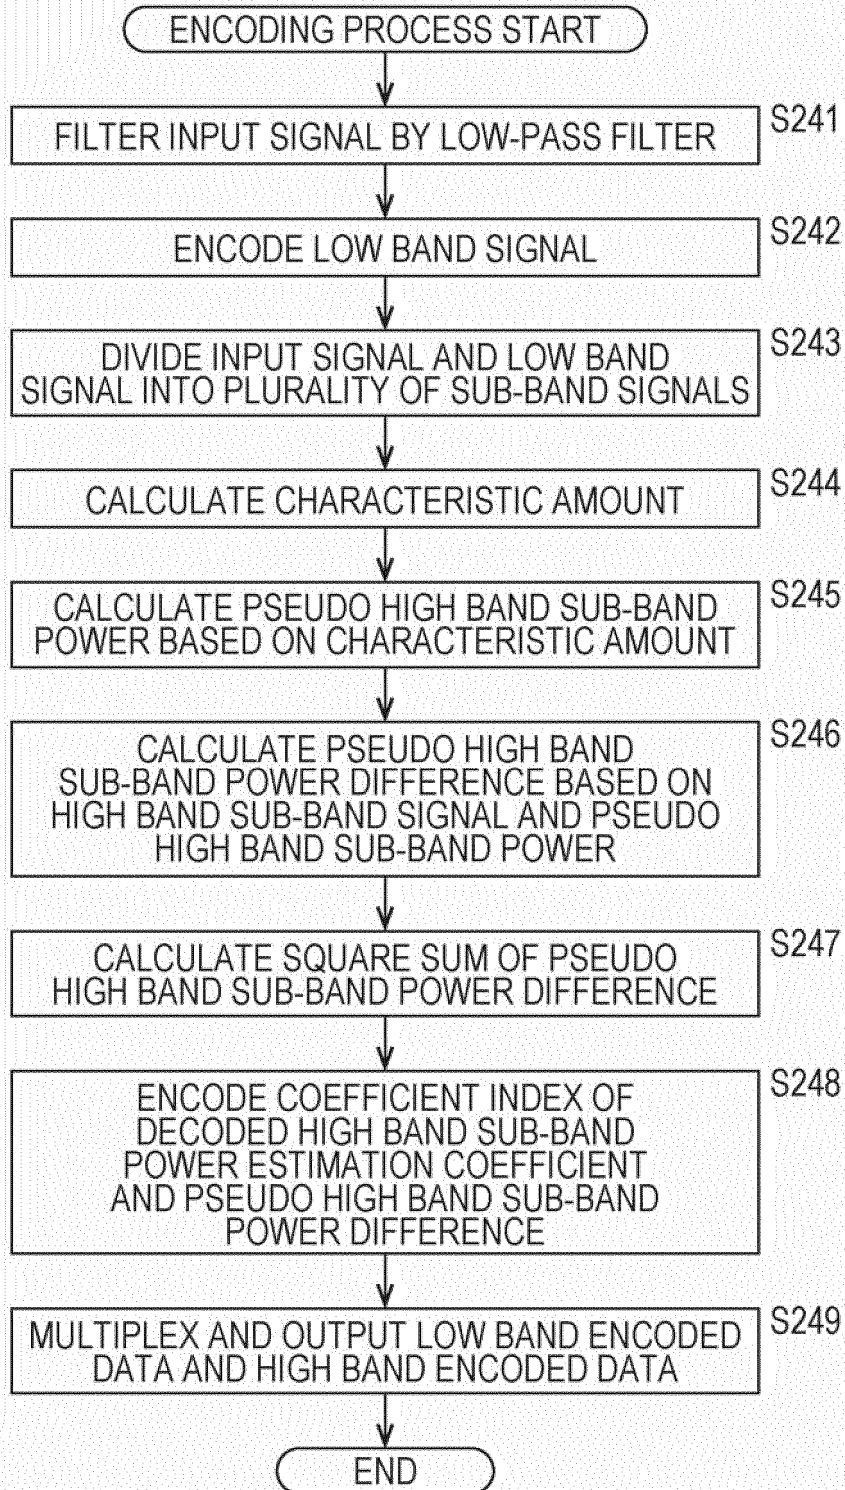 ENCODING PROCESS START
S241
FILTER INPUT SIGNAL BY LOW-PASS FILTER
S242
ENCODE LOW BAND SIGNAL
S243
DIVIDE INPUT SIGNAL AND LOW BAND
SIGNAL INTO PLURALITY OF SUB-BAND SIGNALS
S244
CALCULATE CHARACTERISTIC AMOUNT
S245
CALCULATE PSEUDO HIGH BAND SUB-BAND
POWER BASED ON CHARACTERISTIC AMOUNT
S246
CALCULATE PSEUDO HIGH BAND
SUB-BAND POWER DIFFERENCE BASED ON
HIGH BAND SUB-BAND SIGNAL AND PSEUDO
HIGH BAND SUB-BAND POWER
S247
CALCULATE SQUARE SUM OF PSEUDO
HIGH BAND SUB-BAND POWER DIFFERENCE
S248
ENCODE COEFFICIENT INDEX OF
DECODED HIGH BAND SUB-BAND
POWER ESTIMATION COEFFICIENT
AND PSEUDO HIGH BAND SUB-BAND
POWER DIFFERENCE
S249
MULTIPLEX AND OUTPUT LOW BAND ENCODED
DATA AND HIGH BAND ENCODED DATA
END